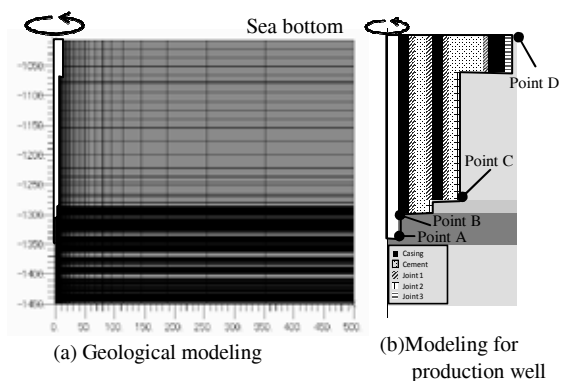 Sea bottom
-1050
-1100
-1150
-1200
-1250
-1300
-1350
-1400
-1450
0. 50 100 150 200 250 300 350 400 450 500.
(a) Geological modeling
Point D
Point C
Point B
Point A
Casing
Cement
Joint 1
Joint 2
Joint 3
(b)Modeling for
production well